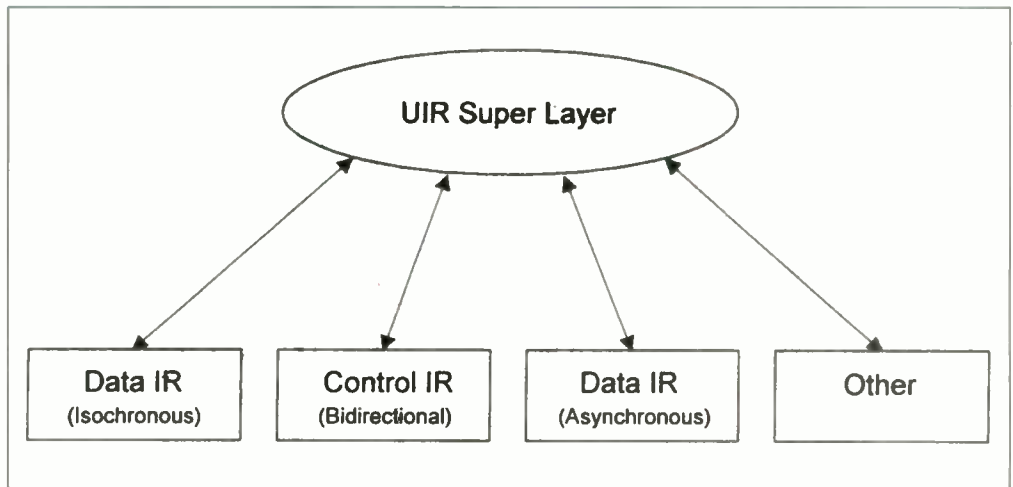 UIR Super Layer
Data IR
(Isochronous)
Control IR
(Bidirectional)
Data IR
(Asynchronous)
Other